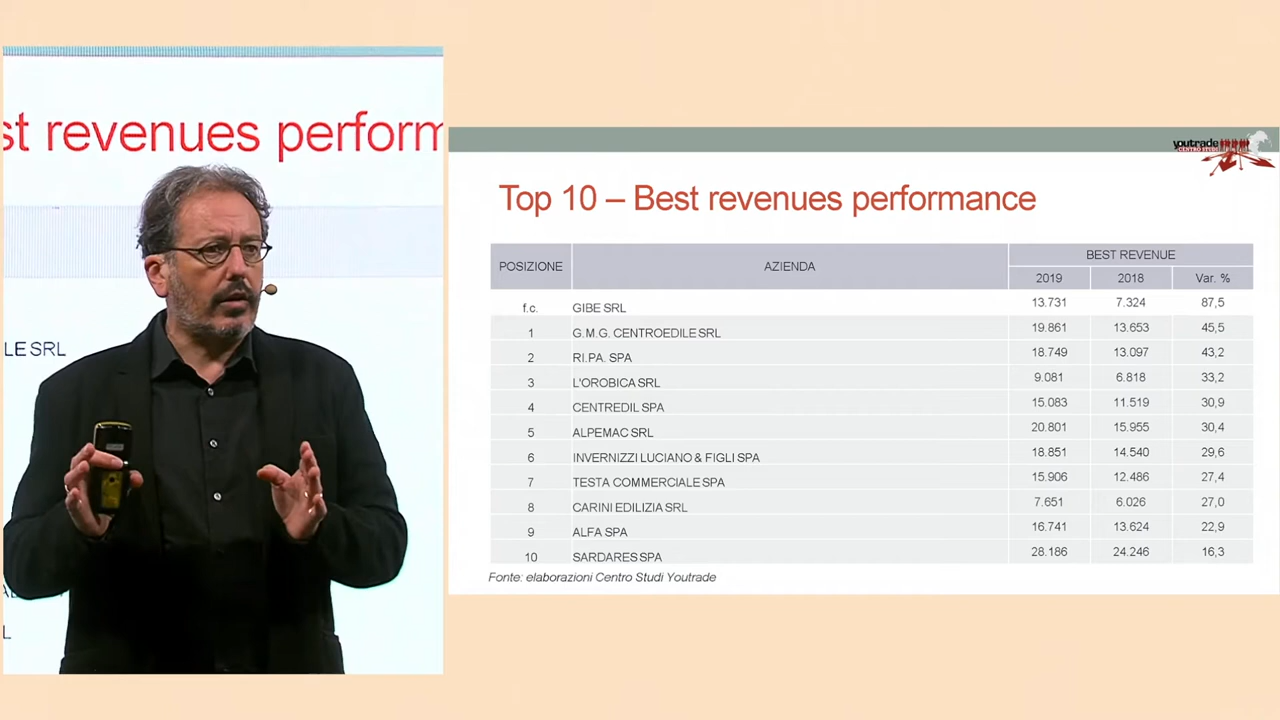 st revenues perform
LE SRL
L
youtrade
CENTRO STUDI
Top 10 – Best revenues performance
POSIZIONE AZIENDA BEST REVENUE
2019 2018 Var. %
f.c. GIBE SRL 13.731 7.324 87,5
1 G.M.G. CENTROEDILE SRL 19.861 13.653 45,5
2 RI.PA. SPA 18.749 13.097 43,2
3 L'OROBICA SRL 9.081 6.818 33,2
4 CENTREDIL SPA 15.083 11.519 30,9
5 ALPEMAC SRL 20.801 15.955 30,4
6 INVERNIZZI LUCIANO & FIGLI SPA 18.851 14.540 29,6
7 TESTA COMMERCIALE SPA 15.906 12.486 27,4
8 CARINI EDILIZIA SRL 7.651 6.026 27,0
9 ALFA SPA 16.741 13.624 22,9
10 SARDARES SPA 28.186 24.246 16,3
Fonte: elaborazioni Centro Studi Youtrade